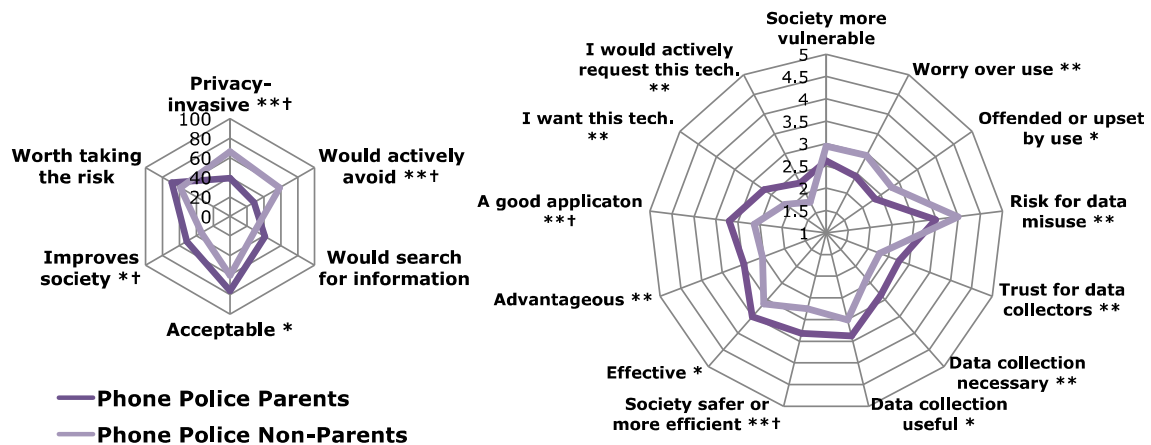 Privacy-
invasive **†
100
80
60
40
20
0
Would actively
avoid **†
Would search
for information
Acceptable *
Improves
society *†
Worth taking
the risk
Phone Police Parents
Phone Police Non-Parents
Society more
vulnerable
5
4.5
4
3.5
3
2.5
2
1.5
1
Worry over use **
Offended or upset
by use *
Risk for data
misuse **
Trust for data
collectors **
Data collection
necessary **
Data collection
useful *
Society safer or
more efficient **†
Effective *
Advantageous **
A good applicaton
**†
I want this tech.
**
I would actively
request this tech.
**